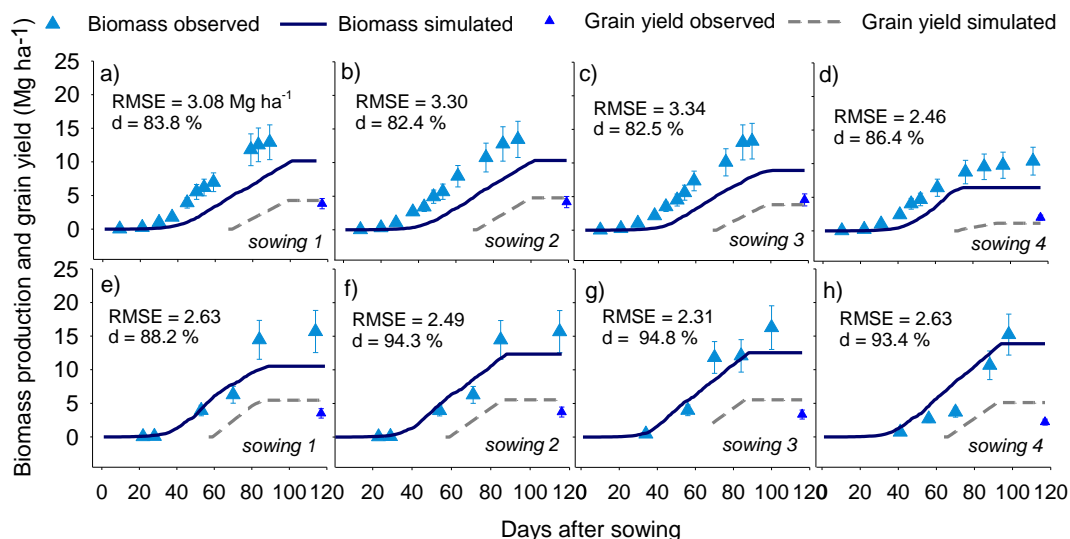 Biomass observed Biomass simulated Grain yield observed Grain yield simulated
Biomass production and grain yield (Mg ha-1)
25
20
15
10
5
0
a)
RMSE = 3.08 Mg ha-1
d = 83.8 %
sowing 1
b)
RMSE = 3.30
d = 82.4 %
sowing 2
c)
RMSE = 3.34
d = 82.5 %
sowing 3
d)
RMSE = 2.46
d = 86.4 %
sowing 4
25
20
15
10
5
0
e)
RMSE = 2.63
d = 88.2 %
sowing 1
f)
RMSE = 2.49
d = 94.3 %
sowing 2
g)
RMSE = 2.31
d = 94.8 %
sowing 3
h)
RMSE = 2.63
d = 93.4 %
sowing 4
0 20 40 60 80 100 120 20 40 60 80 100 120 20 40 60 80 100 120 0 20 40 60 80 100 120
Days after sowing